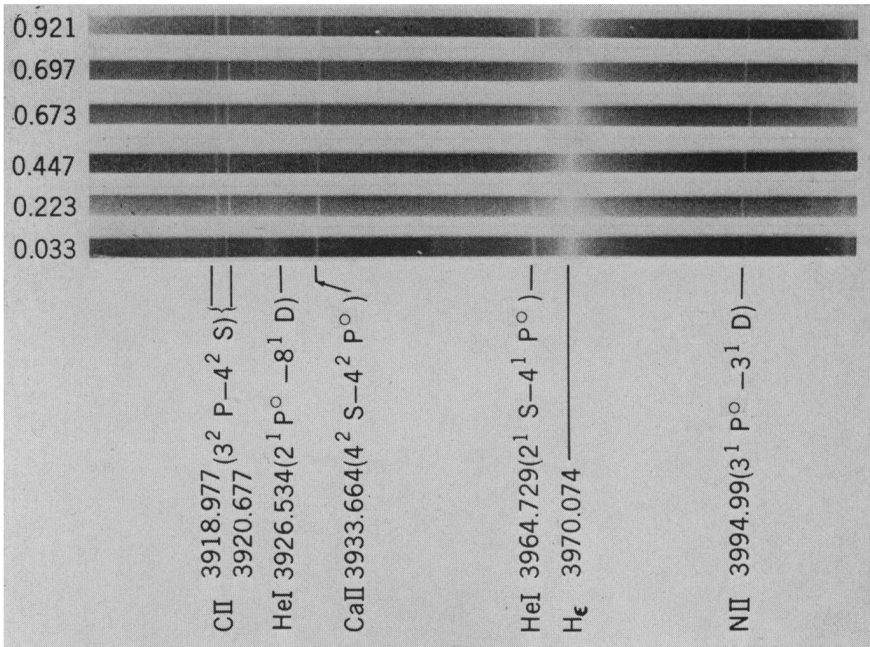 0.921
0.697
0.673
0.447
0.223
0.033
CII 3918.977 (3² P–4² S){
3920.677
HeI 3926.534(2¹ P° –8¹ D)
CaII 3933.664(4² S–4² P° )
HeI 3964.729(2¹ S–4¹ P° )
Hε 3970.074
NII 3994.99(3¹ P° –3¹ D)